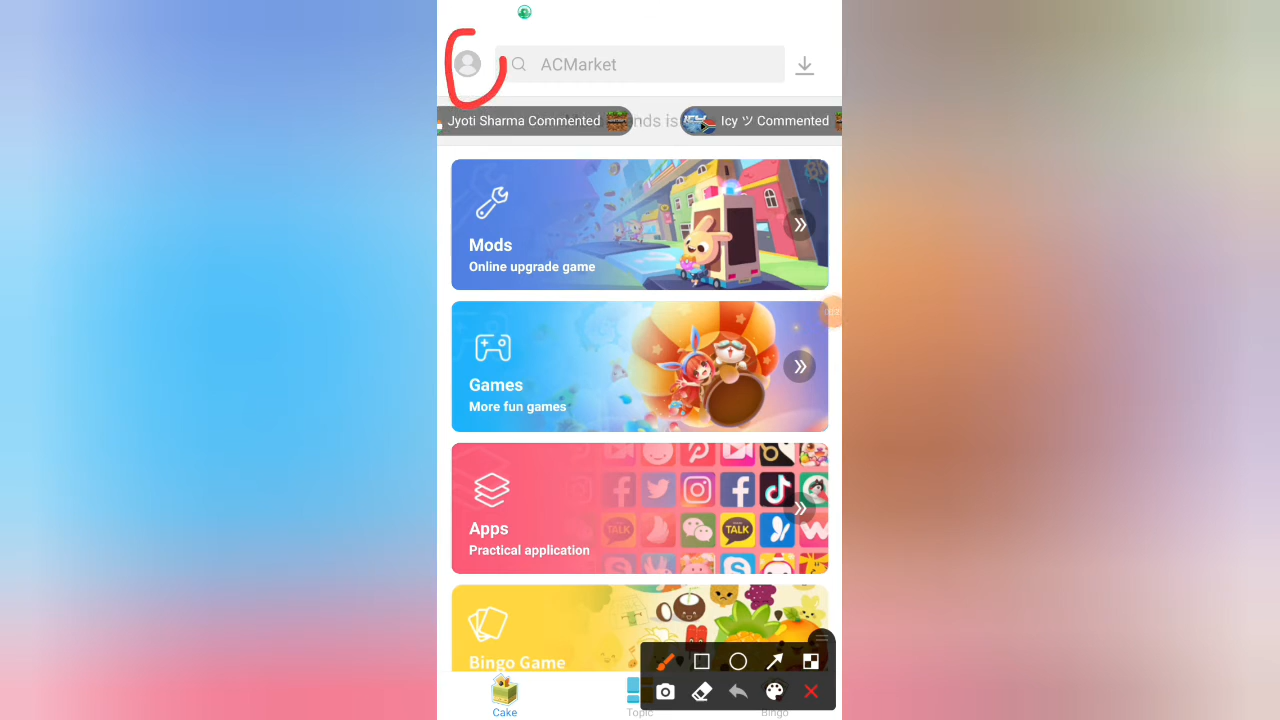 ACMarket
Jyoti Sharma Commented
nds is
Icy ツ Commented
Mods
Online upgrade game
Games
More fun games
Apps
Practical application
TALK
TALK
Bingo Game
Cake
Topic
Bingo